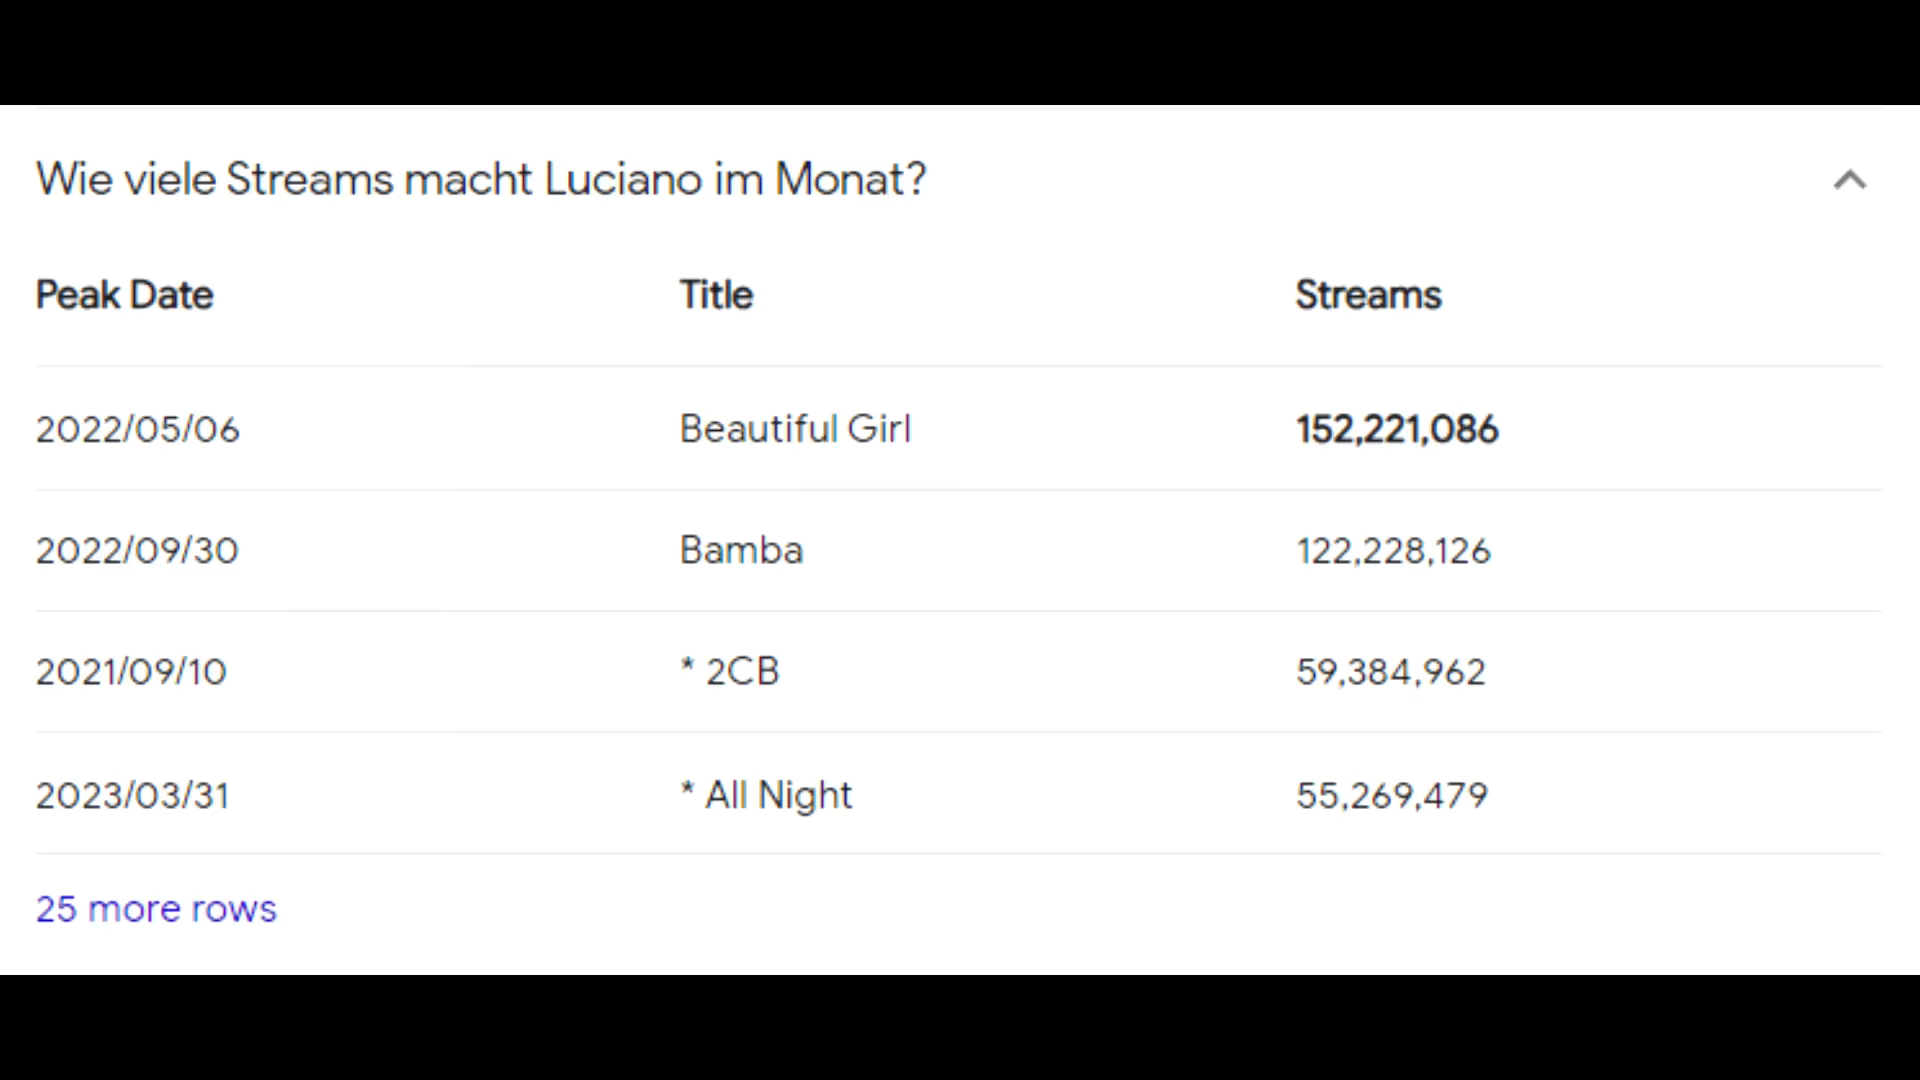 Wie viele Streams macht Luciano im Monat?
Peak Date Title Streams
2022/05/06 Beautiful Girl 152,221,086
2022/09/30 Bamba 122,228,126
2021/09/10 * 2CB 59,384,962
2023/03/31 * All Night 55,269,479
25 more rows